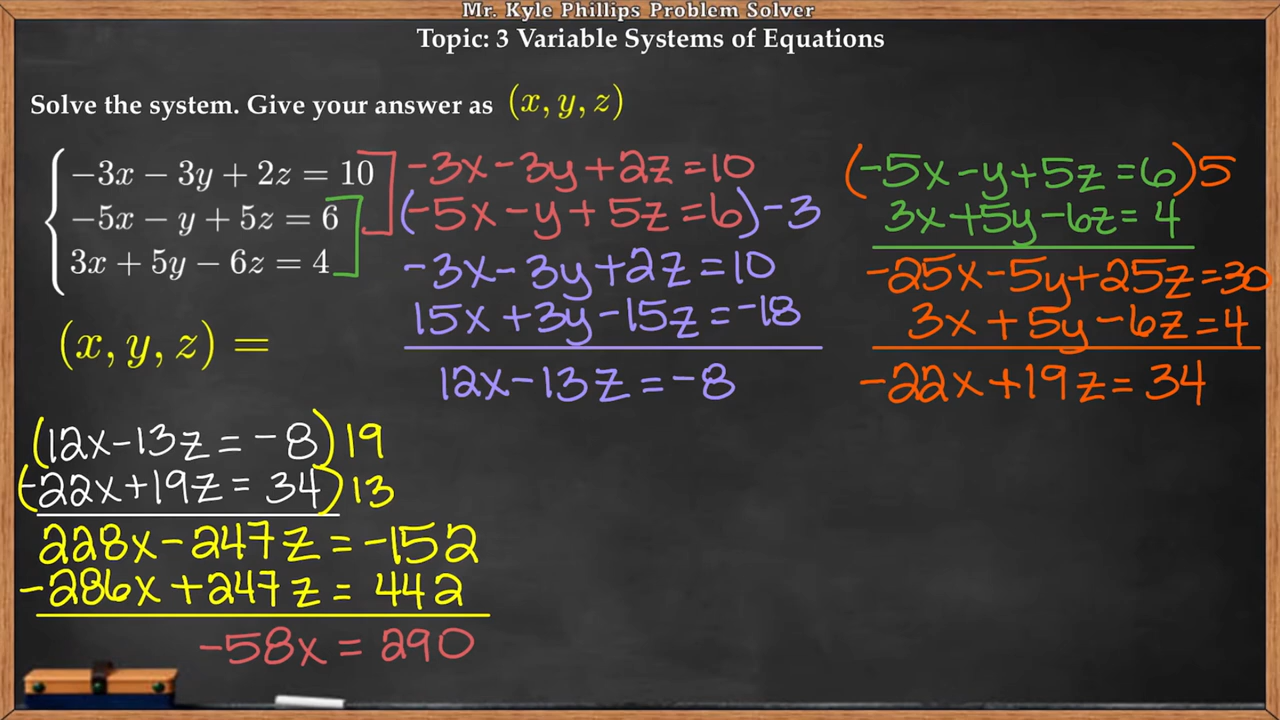 Mr. Kyle Phillips Problem Solver
Topic: 3 Variable Systems of Equations
Solve the system. Give your answer as (x, y, z)
−3x − 3y + 2z = 10
−5x − y + 5z = 6
3x + 5y − 6z = 4
(x, y, z) =
-3x-3y+2z=10
(-5x-y+5z=6)-3
-3x-3y+2z=10
15x+3y-15z=-18
12x-13z=-8
(-5x-y+5z=6)5
3x+5y-6z=4
-25x-5y+25z=30
3x+5y-6z=4
-22x+19z=34
(12x-13z=-8)19
(-22x+19z=34)13
228x-247z=-152
-286x+247z=442
-58x=290